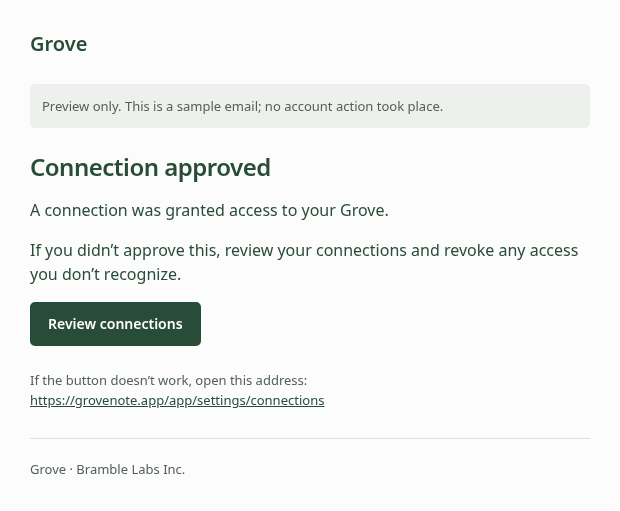 Grove
Preview only. This is a sample email; no account action took place.
Connection approved
A connection was granted access to your Grove.
If you didn’t approve this, review your connections and revoke any access
you don’t recognize.
Review connections
If the button doesn’t work, open this address:
https://grovenote.app/app/settings/connections
Grove · Bramble Labs Inc.